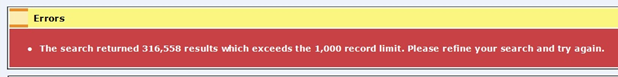 Errors
The search returned 316,558 results which exceeds the 1,000 record limit. Please refine your search and try again.